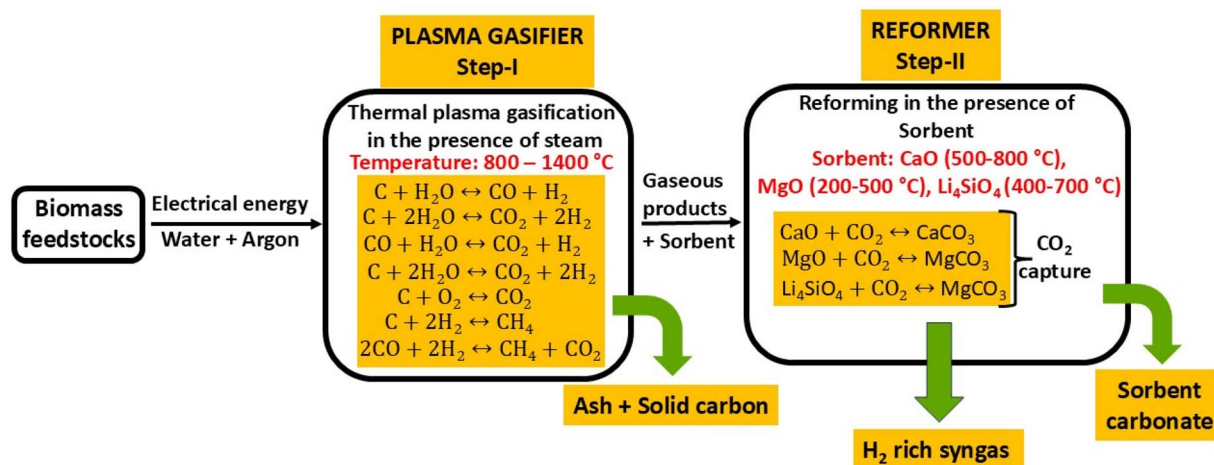 PLASMA GASIFIER
Step-I
REFORMER
Step-II
Thermal plasma gasification
in the presence of steam
Temperature: 800 – 1400 °C
C + H₂O ↔ CO + H₂
C + 2H₂O ↔ CO₂ + 2H₂
CO + H₂O ↔ CO₂ + H₂
C + 2H₂O ↔ CO₂ + 2H₂
C + O₂ ↔ CO₂
C + 2H₂ ↔ CH₄
2CO + 2H₂ ↔ CH₄ + CO₂
Reforming in the presence of
Sorbent
Sorbent: CaO (500-800 °C),
MgO (200-500 °C), Li₄SiO₄ (400-700 °C)
CaO + CO₂ ↔ CaCO₃
MgO + CO₂ ↔ MgCO₃
Li₄SiO₄ + CO₂ ↔ MgCO₃
CO₂
capture
Biomass
feedstocks
Electrical energy
Water + Argon
Gaseous
products
+ Sorbent
Ash + Solid carbon
H₂ rich syngas
Sorbent
carbonate